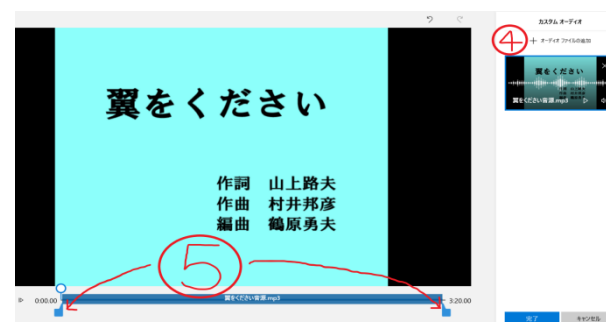 カスタム オーディオ
④
+ オーディオ ファイルの追加
翼をください
翼をください音源.mp3
翼をください
作詞 山上路夫
作曲 村井邦彦
編曲 鶴原勇夫
⑤
0:00.00
翼をください音源.mp3
3:20.00
完了
キャンセル